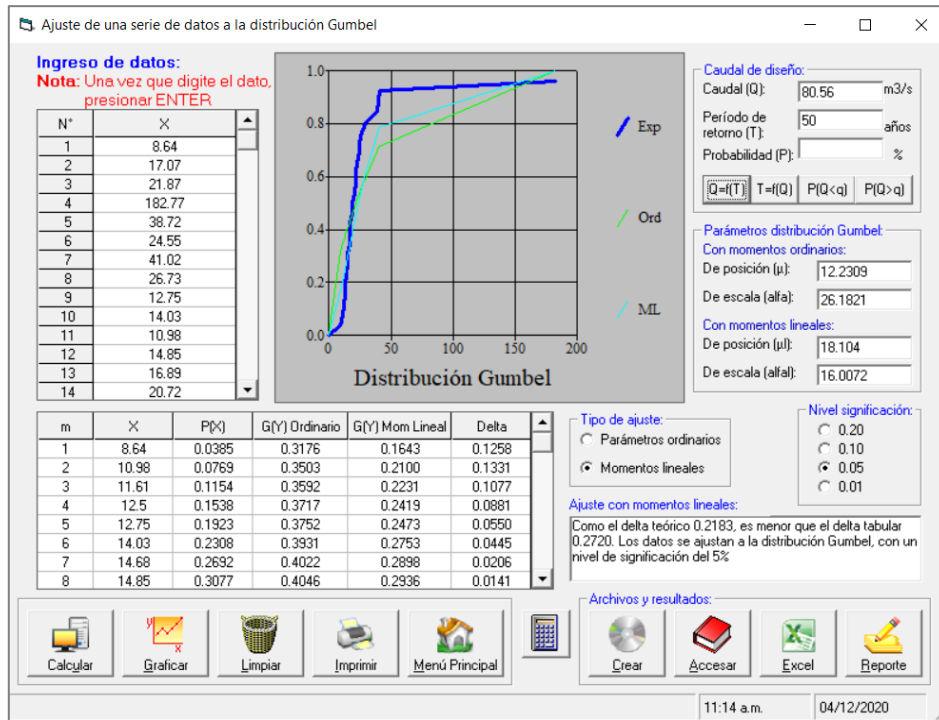 Ajuste de una serie de datos a la distribución Gumbel
Ingreso de datos:
Nota: Una vez que digite el dato,
presionar ENTER
N° X
1 8.64
2 17.07
3 21.87
4 182.77
5 38.72
6 24.55
7 41.02
8 26.73
9 12.75
10 14.03
11 10.98
12 14.85
13 16.89
14 20.72
1.0
0.8
0.6
0.4
0.2
0.0
0 50 100 150 200
Distribución Gumbel
Exp
Ord
ML
Caudal de diseño:
Caudal (Q): 80.56 m3/s
Período de
retorno (T): 50 años
Probabilidad (P): %
Q=f(T) T=f(Q) P(Q<q) P(Q>q)
Parámetros distribución Gumbel:
Con momentos ordinarios:
De posición (µ): 12.2309
De escala (alfa): 26.1821
Con momentos lineales:
De posición (µl): 18.104
De escala (alfal): 16.0072
m X P(X) G(Y) Ordinario G(Y) Mom Lineal Delta
1 8.64 0.0385 0.3176 0.1643 0.1258
2 10.98 0.0769 0.3503 0.2100 0.1331
3 11.61 0.1154 0.3592 0.2231 0.1077
4 12.5 0.1538 0.3717 0.2419 0.0881
5 12.75 0.1923 0.3752 0.2473 0.0550
6 14.03 0.2308 0.3931 0.2753 0.0445
7 14.68 0.2692 0.4022 0.2898 0.0206
8 14.85 0.3077 0.4046 0.2936 0.0141
Tipo de ajuste:
Parámetros ordinarios
Momentos lineales
Nivel significación:
0.20
0.10
0.05
0.01
Ajuste con momentos lineales:
Como el delta teórico 0.2183, es menor que el delta tabular
0.2720. Los datos se ajustan a la distribución Gumbel, con un
nivel de significación del 5%
Calcular
y
x
Graficar
Limpiar
Imprimir
Menú Principal
Archivos y resultados:
Crear
Accesar
Excel
Reporte
11:14 a.m. 04/12/2020